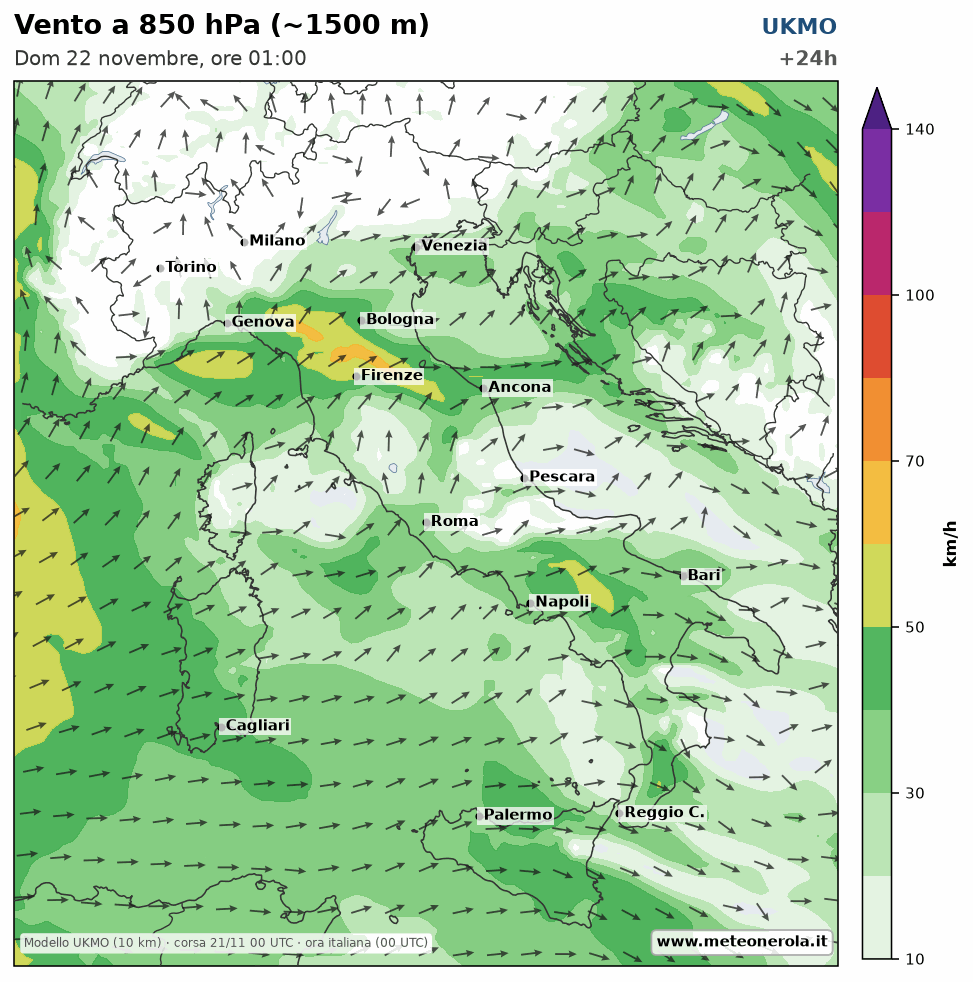 Vento a 850 hPa (~1500 m)
UKMO
Dom 22 novembre, ore 01:00
+24h
140
100
70
50
30
10
km/h
Milano
Venezia
Torino
Genova
Bologna
Firenze
Ancona
Pescara
Roma
Bari
Napoli
Cagliari
Palermo
Reggio C.
Modello UKMO (10 km) · corsa 21/11 00 UTC · ora italiana (00 UTC)
www.meteonerola.it